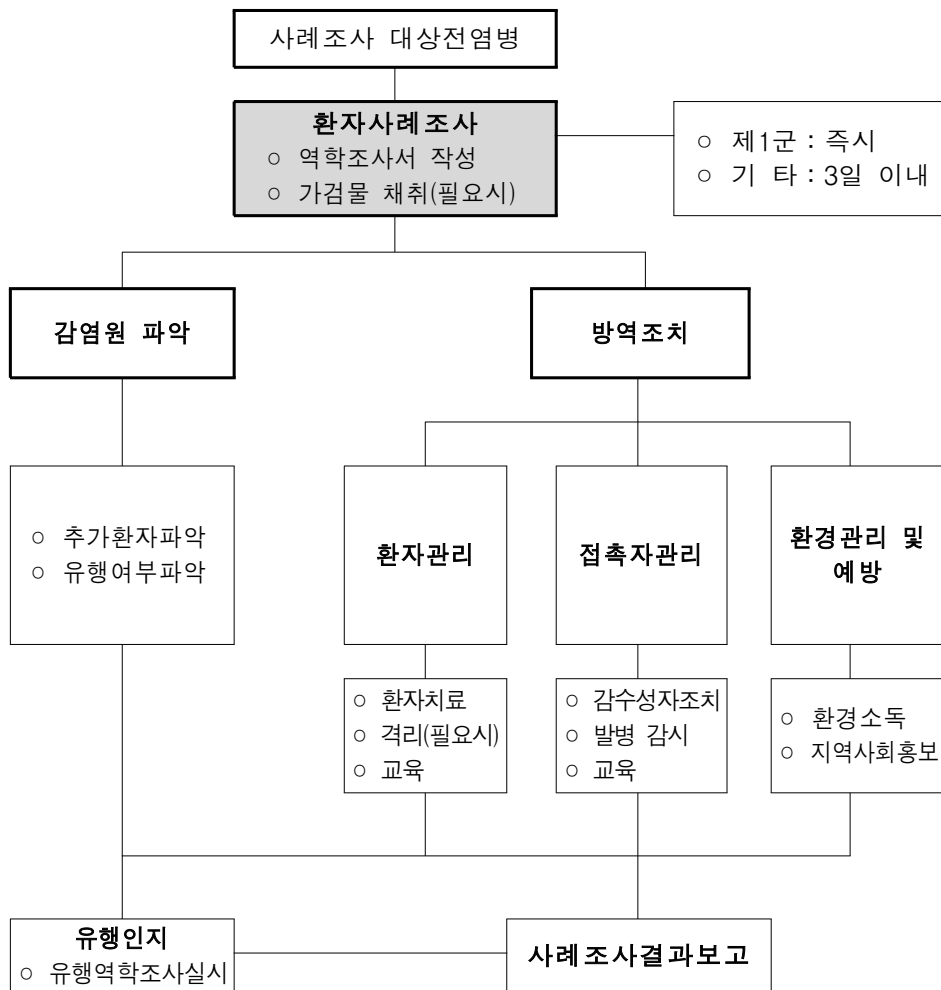 사례조사 대상전염병
환자사례조사
○ 역학조사서 작성
○ 가검물 채취(필요시)
○ 제1군 : 즉시
○ 기 타 : 3일 이내
감염원 파악
방역조치
○ 추가환자파악
○ 유행여부파악
환자관리
접촉자관리
환경관리 및
예방
○ 환자치료
○ 격리(필요시)
○ 교육
○ 감수성자조치
○ 발병 감시
○ 교육
○ 환경소독
○ 지역사회홍보
유행인지
○ 유행역학조사실시
사례조사결과보고